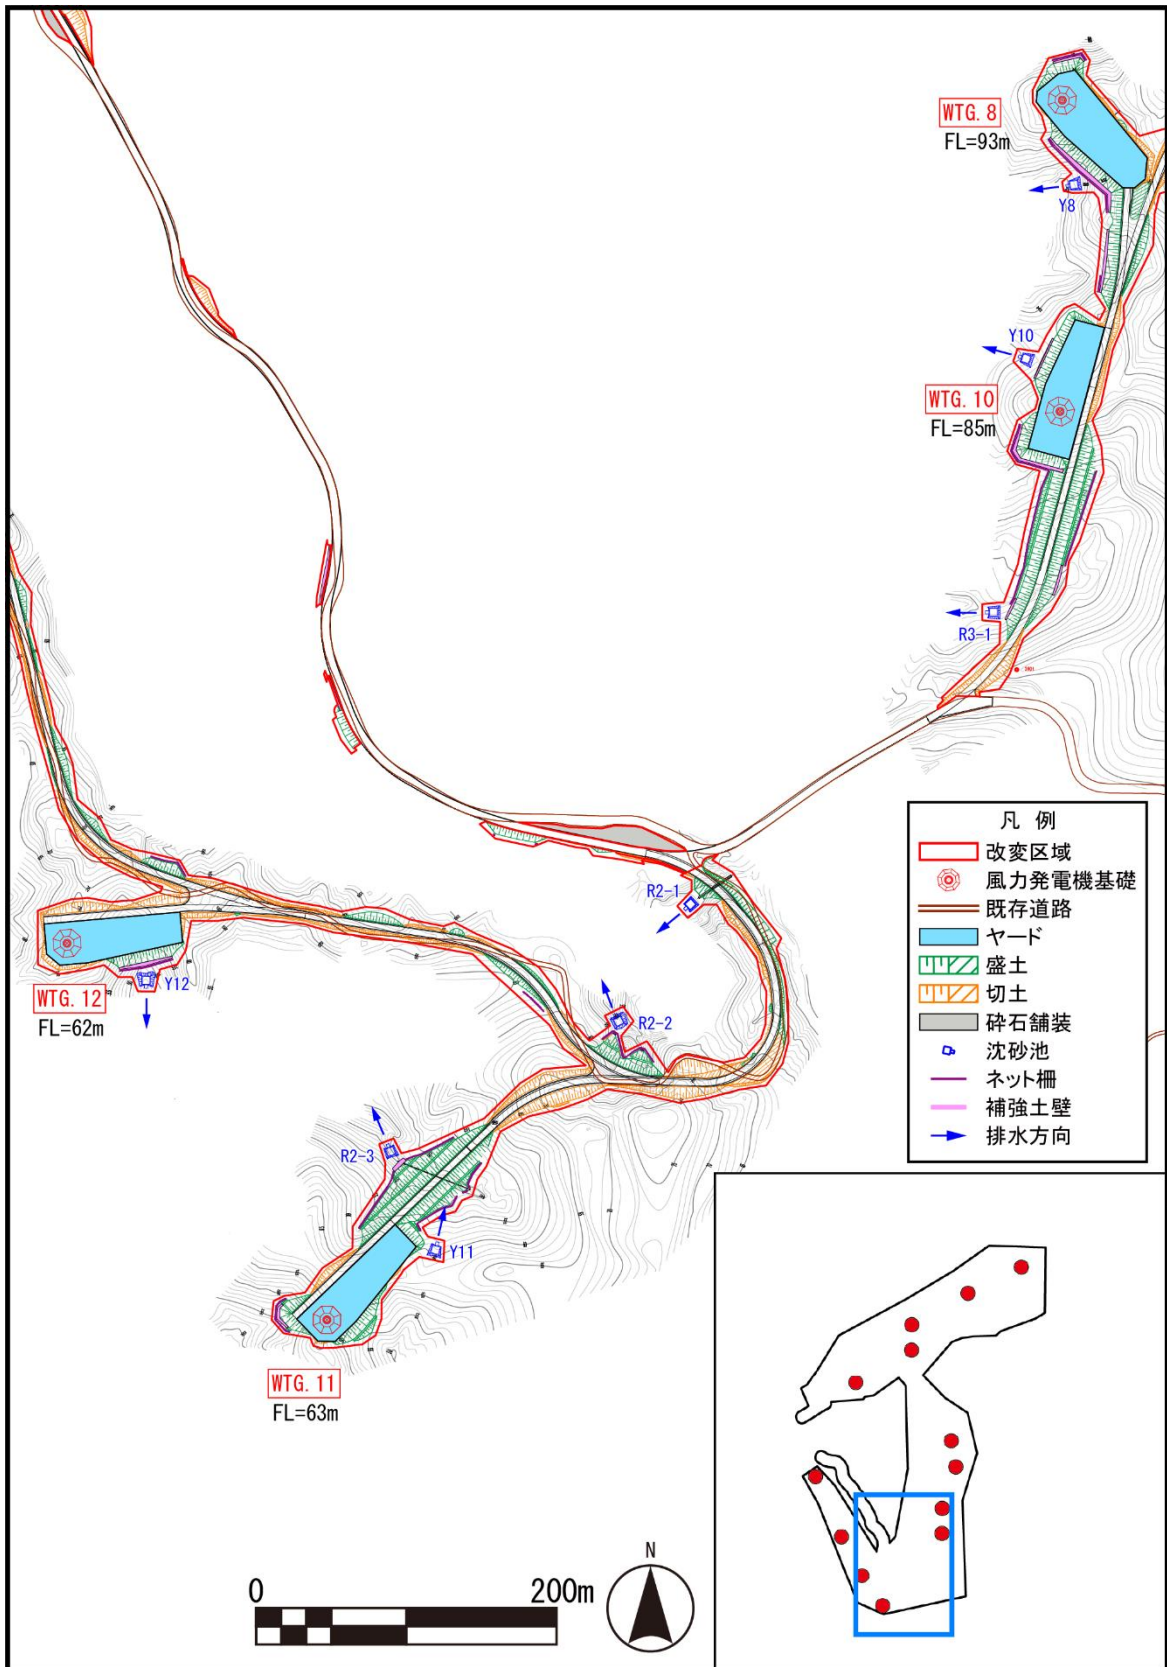 WTG. 8
FL=93m
Y8
Y10
WTG. 10
FL=85m
R3-1
凡 例
改変区域
風力発電機基礎
既存道路
ヤード
盛土
切土
砕石舗装
沈砂池
ネット柵
補強土壁
排水方向
R2-1
Y12
WTG. 12
FL=62m
R2-2
R2-3
Y11
WTG. 11
FL=63m
0
200m
N